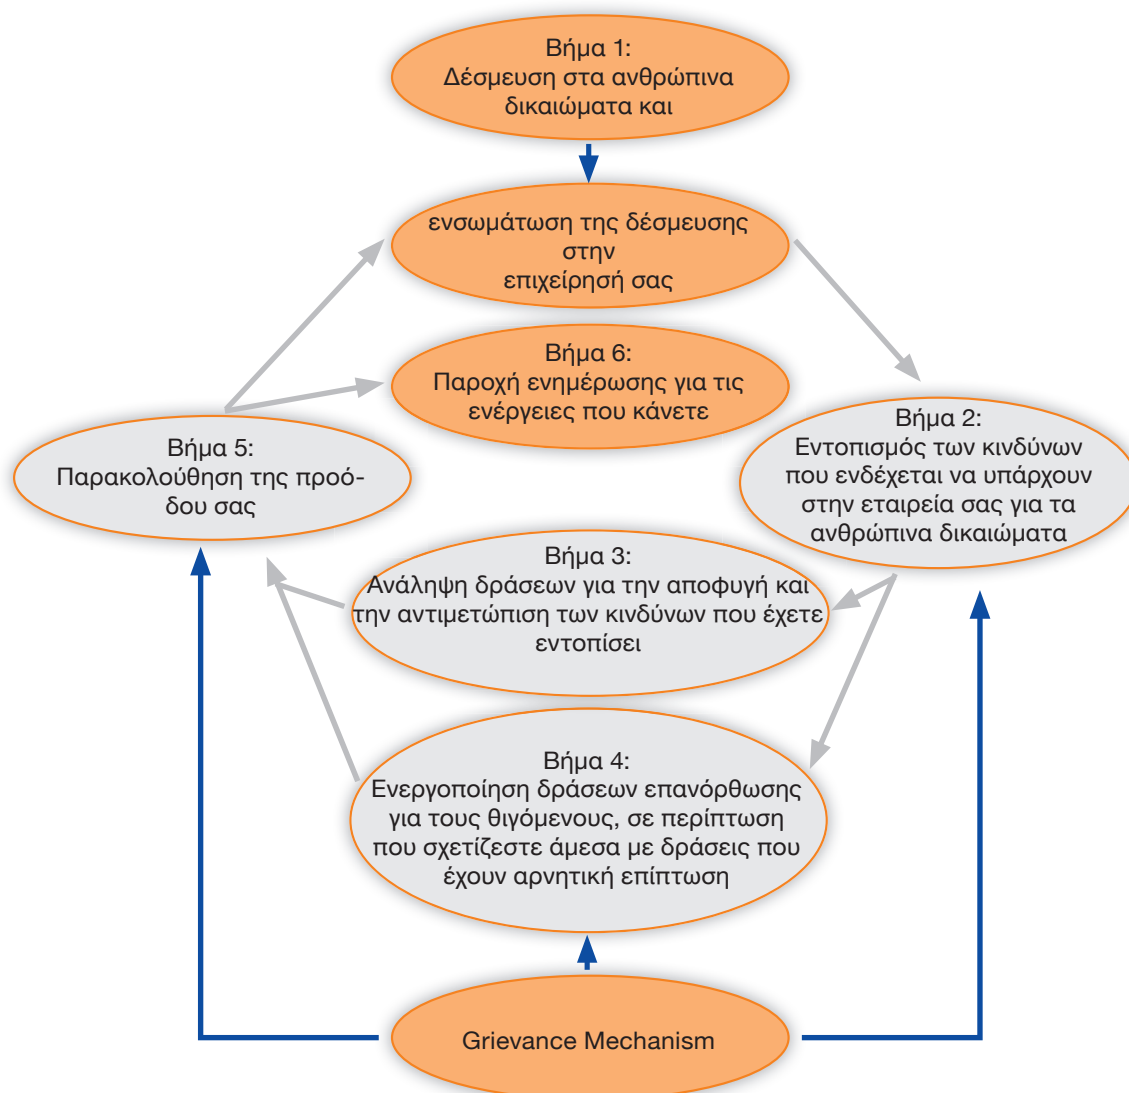 Βήμα 1:
Δέσμευση στα ανθρώπινα
δικαιώματα και
ενσωμάτωση της δέσμευσης
στην
επιχείρησή σας
Βήμα 6:
Παροχή ενημέρωσης για τις
ενέργειες που κάνετε
Βήμα 5:
Παρακολούθηση της προό-
δου σας
Βήμα 2:
Εντοπισμός των κινδύνων
που ενδέχεται να υπάρχουν
στην εταιρεία σας για τα
ανθρώπινα δικαιώματα
Βήμα 3:
Ανάληψη δράσεων για την αποφυγή και
την αντιμετώπιση των κινδύνων που έχετε
εντοπίσει
Βήμα 4:
Ενεργοποίηση δράσεων επανόρθωσης
για τους θιγόμενους, σε περίπτωση
που σχετίζεστε άμεσα με δράσεις που
έχουν αρνητική επίπτωση
Grievance Mechanism